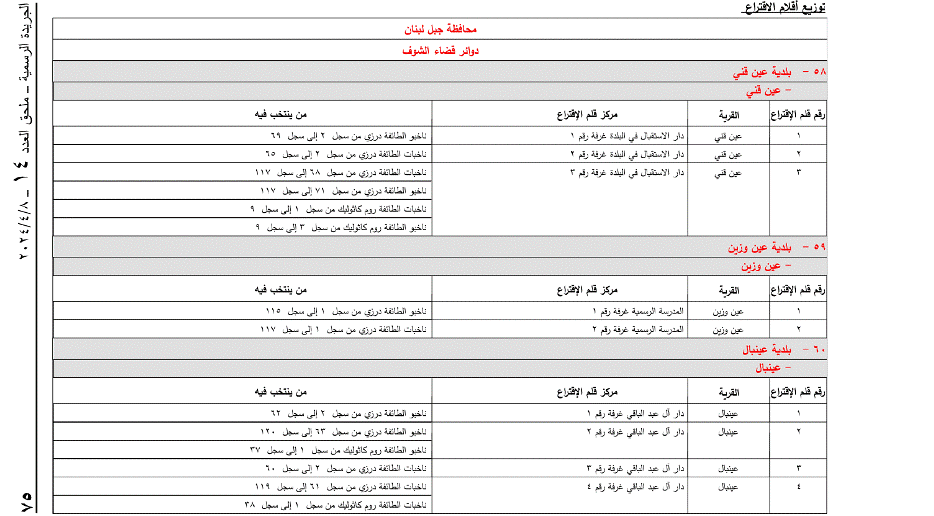 توزيع أقلام الاقتراع
محافظة جبل لبنان
دوائر قضاء الشوف
٥٨ - بلدية عين قني
- عين قني
رقم قلم الإقتراع القرية مركز قلم الإقتراع من ينتخب فيه
١ عين قني دار الاستقبال في البلدة غرفة رقم ١ ناخبو الطائفة درزي من سجل ٢ إلى سجل ٦٩
٢ عين قني دار الاستقبال في البلدة غرفة رقم ٢ ناخبات الطائفة درزي من سجل ٢ إلى سجل ٦٥
٣ عين قني دار الاستقبال في البلدة غرفة رقم ٣ ناخبات الطائفة درزي من سجل ٦٨ إلى سجل ١١٧
ناخبو الطائفة درزي من سجل ٧١ إلى سجل ١١٧
ناخبات الطائفة روم كاثوليك من سجل ١ إلى سجل ٩
ناخبو الطائفة روم كاثوليك من سجل ٣ إلى سجل ٩
٥٩ - بلدية عين وزين
- عين وزين
رقم قلم الإقتراع القرية مركز قلم الإقتراع من ينتخب فيه
١ عين وزين المدرسة الرسمية غرفة رقم ١ ناخبو الطائفة درزي من سجل ١ إلى سجل ١١٥
٢ عين وزين المدرسة الرسمية غرفة رقم ٢ ناخبات الطائفة درزي من سجل ١ إلى سجل ١١٧
٦٠ - بلدية عينبال
- عينبال
رقم قلم الإقتراع القرية مركز قلم الإقتراع من ينتخب فيه
١ عينبال دار آل عبد الباقي غرفة رقم ١ ناخبو الطائفة درزي من سجل ٢ إلى سجل ٦٢
٢ عينبال دار آل عبد الباقي غرفة رقم ٢ ناخبو الطائفة درزي من سجل ٦٣ إلى سجل ١٢٠
ناخبو الطائفة روم كاثوليك من سجل ١ إلى سجل ٣٧
٣ عينبال دار آل عبد الباقي غرفة رقم ٣ ناخبات الطائفة درزي من سجل ٢ إلى سجل ٦٠
٤ عينبال دار آل عبد الباقي غرفة رقم ٤ ناخبات الطائفة درزي من سجل ٦١ إلى سجل ١١٩
ناخبات الطائفة روم كاثوليك من سجل ١ إلى سجل ٣٨
الجريدة الرسمية - ملحق العدد ١٤ - ٢٠٢٤/٤/٨
٧٥